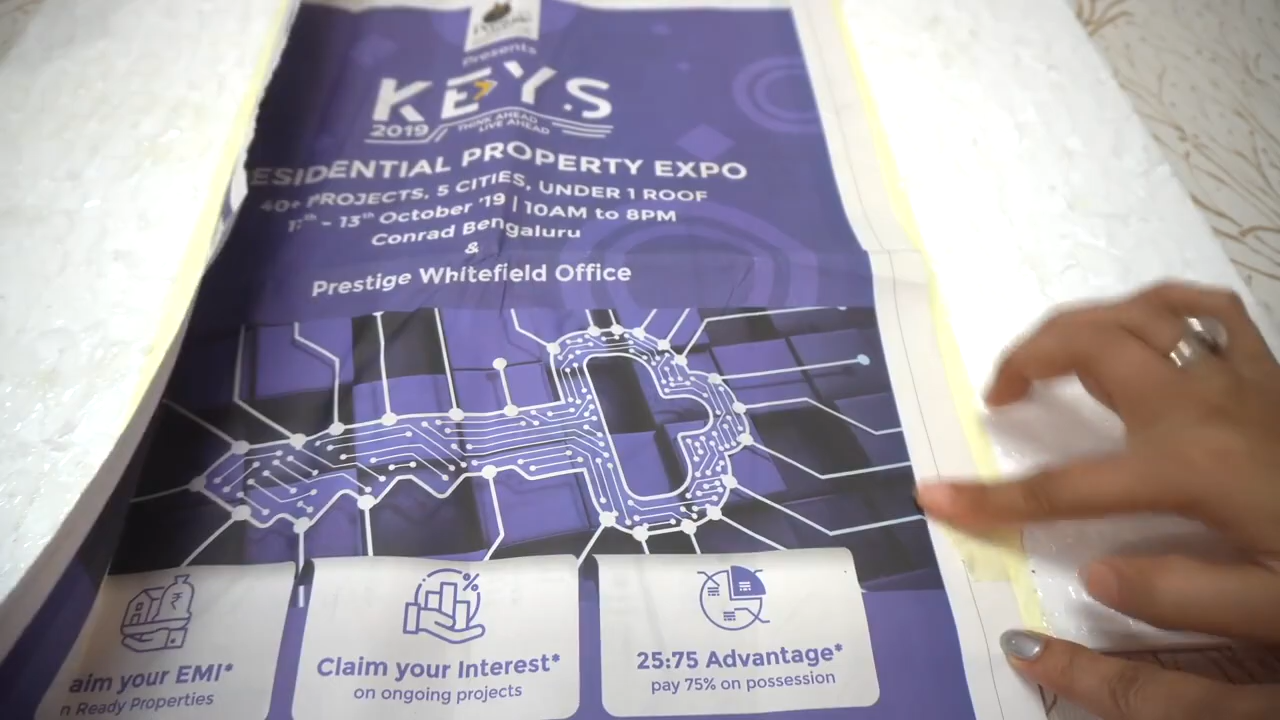 Presents
KEYS
2019
THINK AHEAD
LIVE AHEAD
ESIDENTIAL PROPERTY EXPO
40+ PROJECTS, 5 CITIES, UNDER 1 ROOF
11th - 13th October '19 | 10AM to 8PM
Conrad Bengaluru
&
Prestige Whitefield Office
aim your EMI*
n Ready Properties
Claim your Interest*
on ongoing projects
25:75 Advantage*
pay 75% on possession